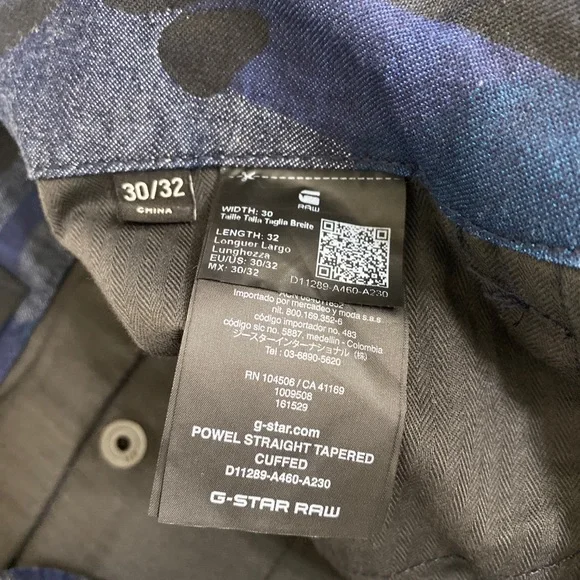 30/32
CHINA
RAW
WIDTH: 30
Taille Talla Taglia Breite
LENGTH: 32
Longuer Largo
Lunghezza
EU/US: 30/32
MX: 30/32
D11289-A460-A230
Importado por mercadeo y moda s.a.s
nit. 800.169.352-6
código importador no. 483
código sic no. 5887, medellin - Colombia
ジースターインターナショナル（株）
Tel : 03-6890-5620
RN 104506 / CA 41169
1009508
161529
g-star.com
POWEL STRAIGHT TAPERED
CUFFED
D11289-A460-A230
G-STAR RAW